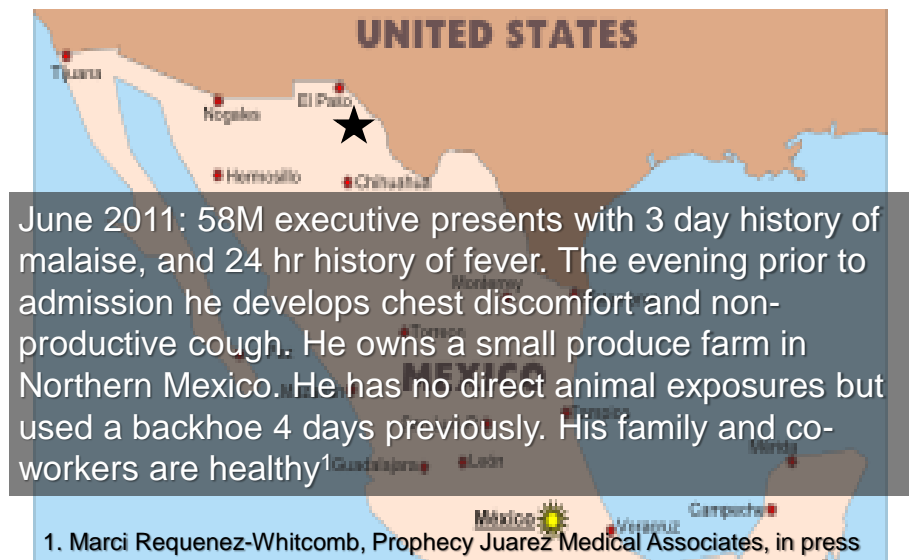 UNITED STATES
Tijuana
El Paso
Nogales
Hermosillo
Chihuahua
June 2011: 58M executive presents with 3 day history of
malaise, and 24 hr history of fever. The evening prior to
Monterrey
admission he develops chest discomfort and non-
Torreon
productive cough. He owns a small produce farm in
MEXICO
Northern Mexico. He has no direct animal exposures but
Tampico
used a backhoe 4 days previously. His family and co-
Mérida
workers are healthy1
Guadalajara
León
México
Campeche
Veracruz
1. Marci Requenez-Whitcomb, Prophecy Juarez Medical Associates, in press